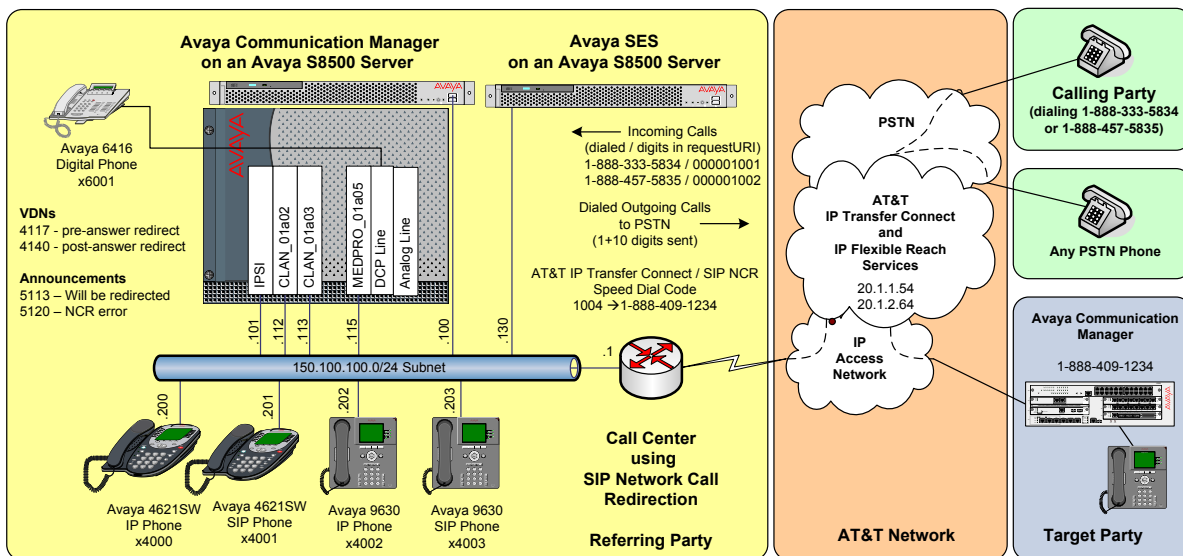 Avaya Communication Manager
on an Avaya S8500 Server
Avaya SES
on an Avaya S8500 Server
AVAYA
AVAYA
Avaya 6416
Digital Phone
x6001
VDNs
4117 - pre-answer redirect
4140 - post-answer redirect
Announcements
5113 – Will be redirected
5120 – NCR error
AVAYA
IPSI
CLAN_01a02
CLAN_01a03
MEDPRO_01a05
DCP Line
Analog Line
Incoming Calls
(dialed / digits in requestURI)
1-888-333-5834 / 000001001
1-888-457-5835 / 000001002
Dialed Outgoing Calls
to PSTN
(1+10 digits sent)
AT&T IP Transfer Connect / SIP NCR
Speed Dial Code
1004 →1-888-409-1234
.101
.112
.113
.115
.100
.130
150.100.100.0/24 Subnet
.1
.200
.201
.202
.203
Avaya 4621SW
IP Phone
x4000
Avaya 4621SW
SIP Phone
x4001
Avaya 9630
IP Phone
x4002
Avaya 9630
SIP Phone
x4003
Call Center
using
SIP Network Call
Redirection
Referring Party
PSTN
AT&T
IP Transfer Connect
and
IP Flexible Reach
Services
20.1.1.54
20.1.2.64
IP
Access
Network
AT&T Network
Calling Party
(dialing 1-888-333-5834
or 1-888-457-5835)
Any PSTN Phone
Avaya Communication
Manager
1-888-409-1234
AVAYA
Target Party